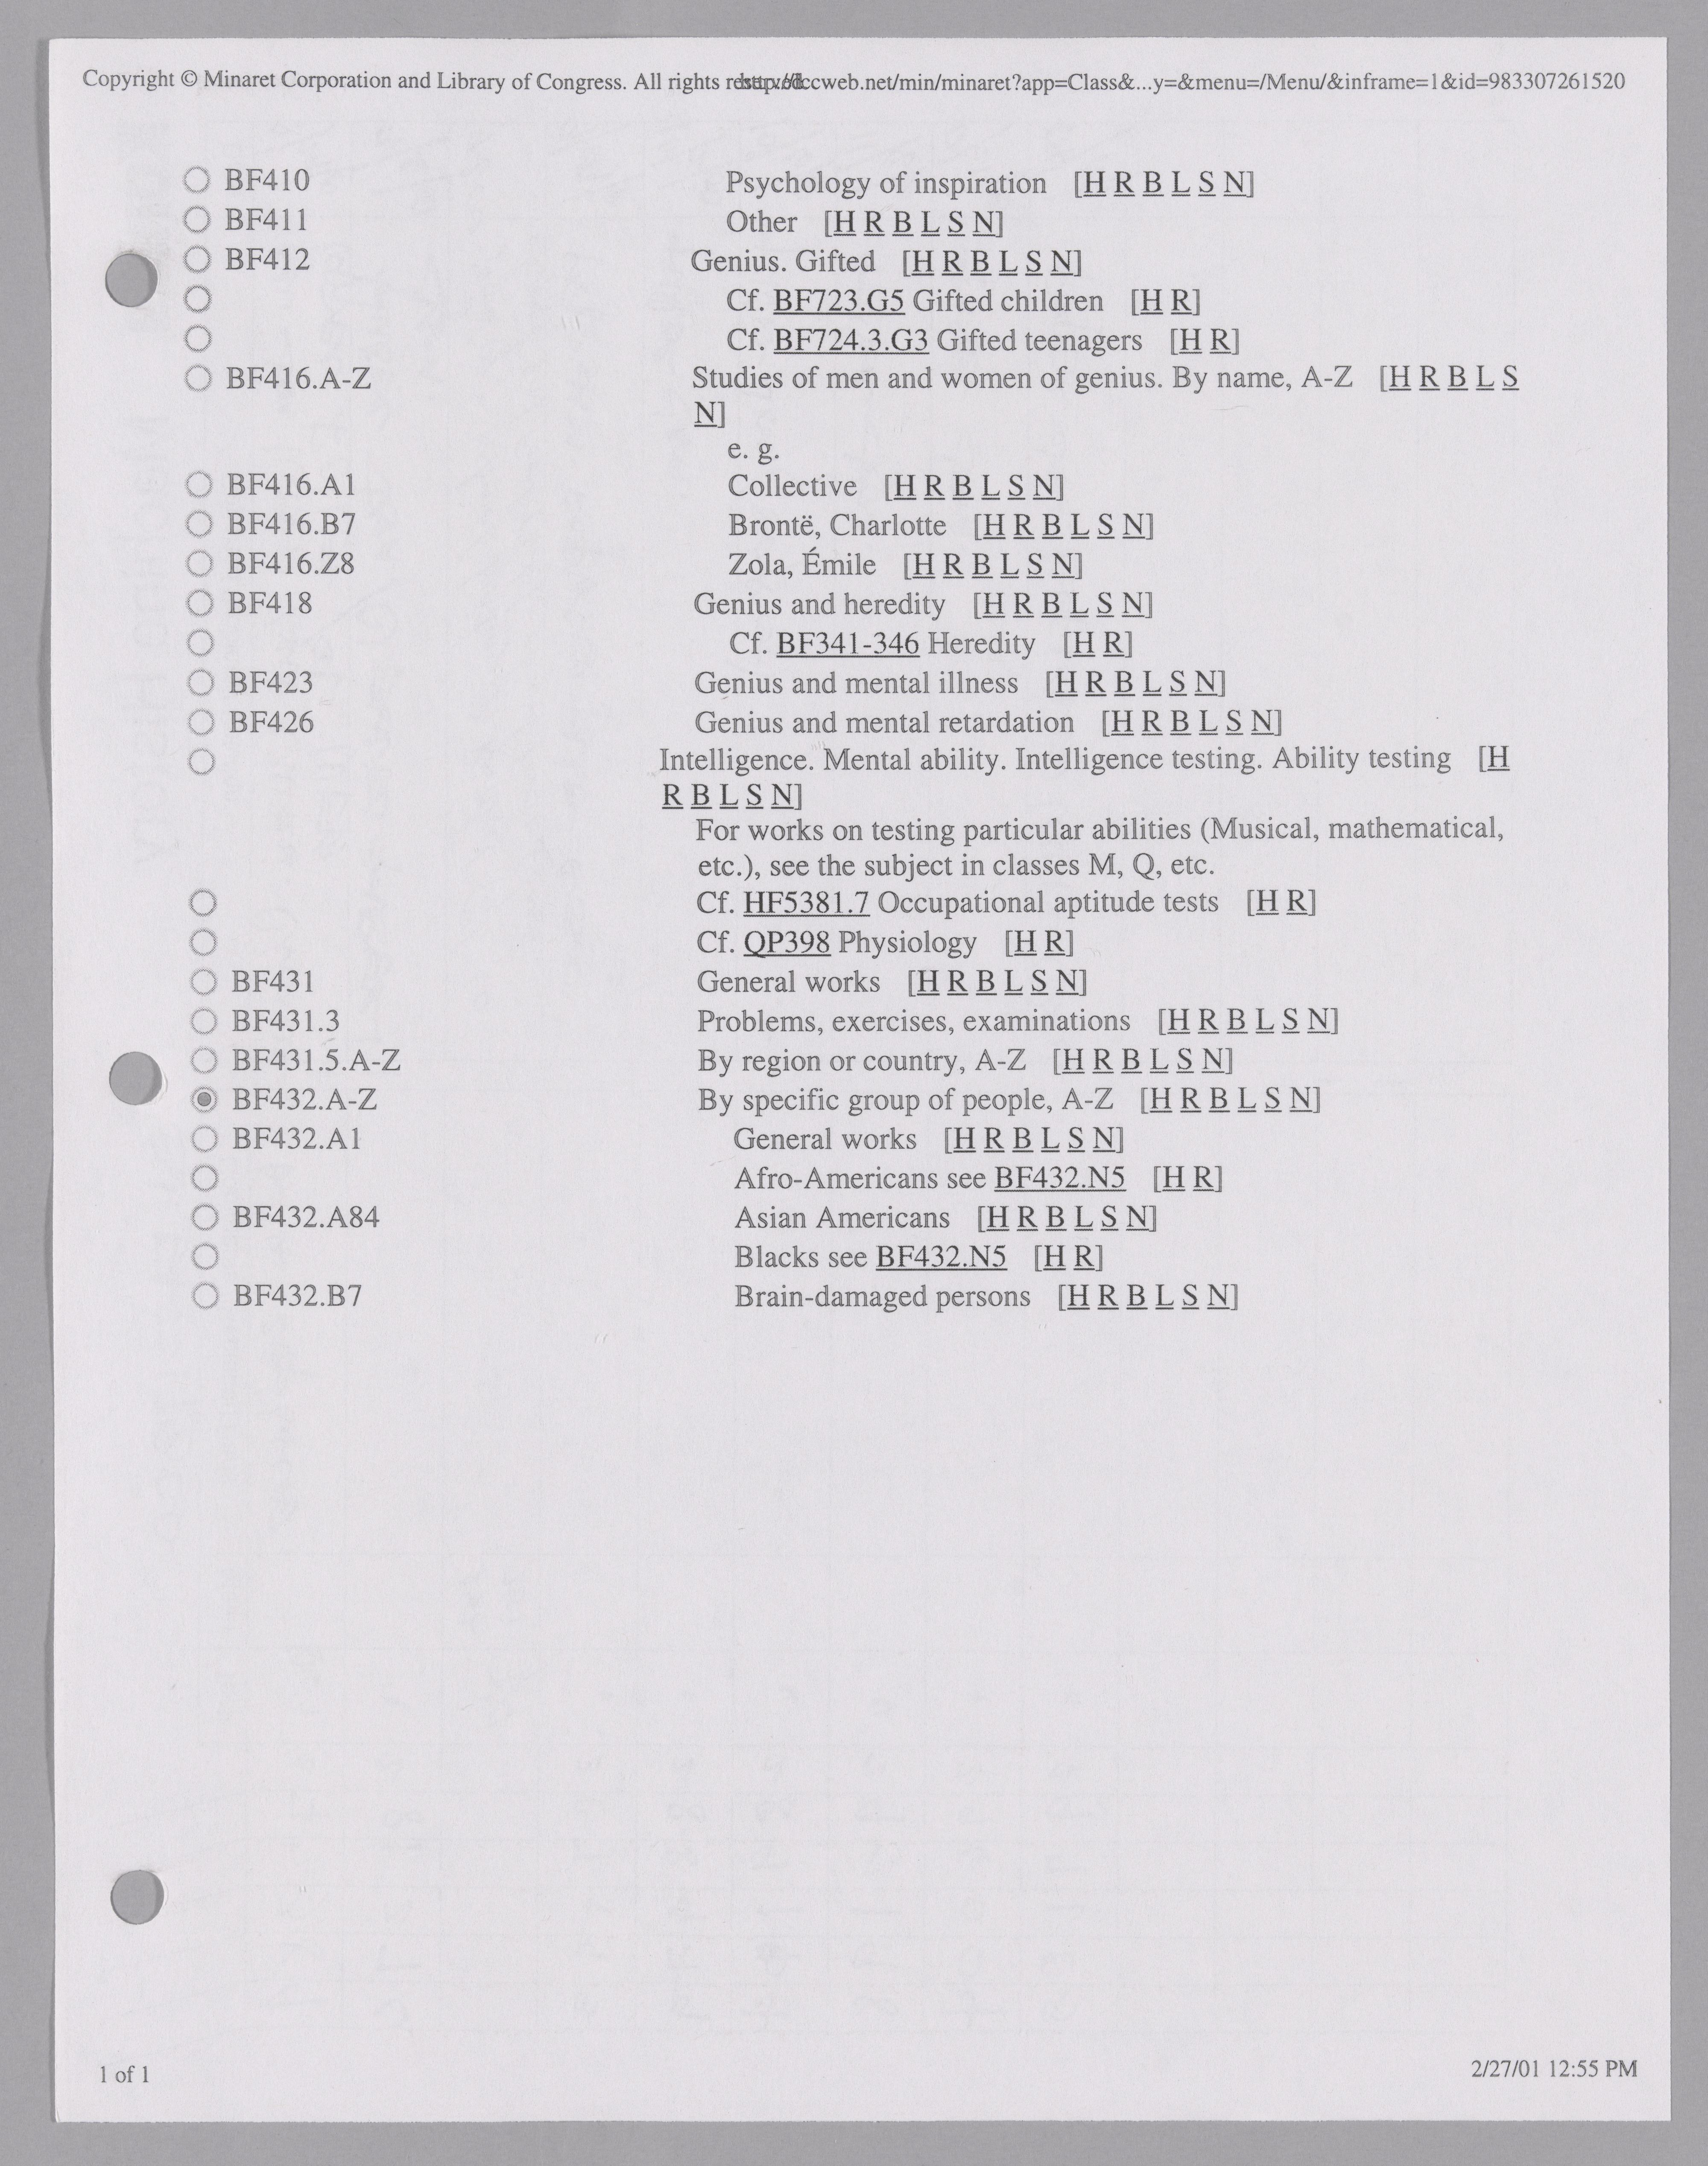 Copyright © Minaret Corporation and Library of Congress. All rights reserved. http://lccweb.net/min/minaret?app=Class&...y=&menu=/Menu/&inframe=1&id=983307261520
BF410 Psychology of inspiration [H R B L S N]
BF411 Other [H R B L S N]
BF412 Genius. Gifted [H R B L S N]
Cf. BF723.G5 Gifted children [H R]
Cf. BF724.3.G3 Gifted teenagers [H R]
BF416.A-Z Studies of men and women of genius. By name, A-Z [H R B L S
N]
e. g.
BF416.A1 Collective [H R B L S N]
BF416.B7 Brontë, Charlotte [H R B L S N]
BF416.Z8 Zola, Émile [H R B L S N]
BF418 Genius and heredity [H R B L S N]
Cf. BF341-346 Heredity [H R]
BF423 Genius and mental illness [H R B L S N]
BF426 Genius and mental retardation [H R B L S N]
Intelligence. Mental ability. Intelligence testing. Ability testing [H
R B L S N]
For works on testing particular abilities (Musical, mathematical,
etc.), see the subject in classes M, Q, etc.
Cf. HF5381.7 Occupational aptitude tests [H R]
Cf. QP398 Physiology [H R]
BF431 General works [H R B L S N]
BF431.3 Problems, exercises, examinations [H R B L S N]
BF431.5.A-Z By region or country, A-Z [H R B L S N]
BF432.A-Z By specific group of people, A-Z [H R B L S N]
BF432.A1 General works [H R B L S N]
Afro-Americans see BF432.N5 [H R]
BF432.A84 Asian Americans [H R B L S N]
Blacks see BF432.N5 [H R]
BF432.B7 Brain-damaged persons [H R B L S N]
1 of 1
2/27/01 12:55 PM